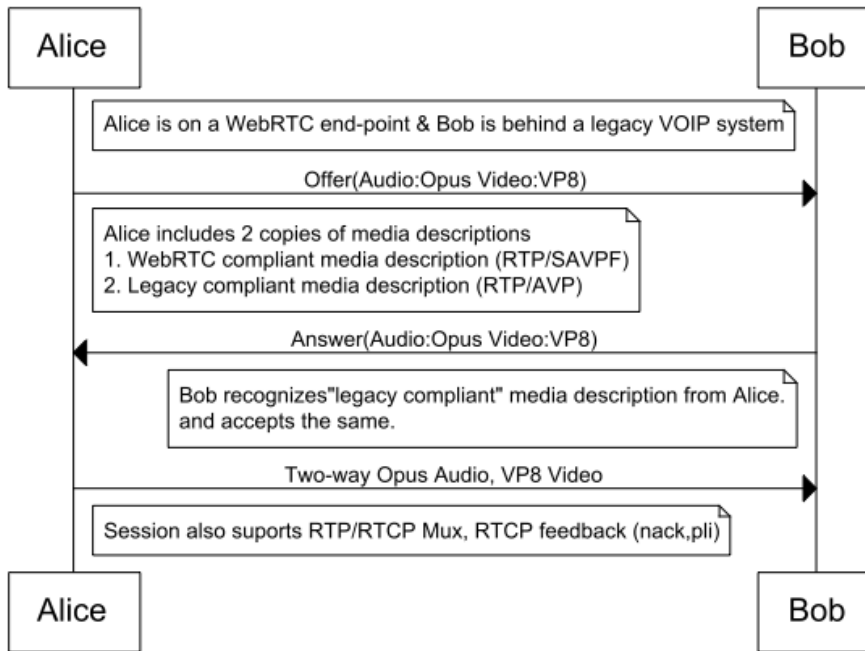 Alice
Bob
Alice is on a WebRTC end-point & Bob is behind a legacy VOIP system
Offer(Audio:Opus Video:VP8)
Alice includes 2 copies of media descriptions
1. WebRTC compliant media description (RTP/SAVPF)
2. Legacy compliant media description (RTP/AVP)
Answer(Audio:Opus Video:VP8)
Bob recognizes"legacy compliant" media description from Alice.
and accepts the same.
Two-way Opus Audio, VP8 Video
Session also suports RTP/RTCP Mux, RTCP feedback (nack,pli)
Alice
Bob